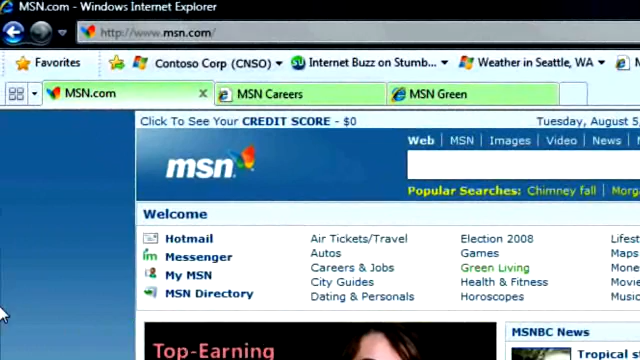 MSN.com - Windows Internet Explorer
http://www.msn.com/
Favorites Contoso Corp (CNSO) Internet Buzz on Stumb... Weather in Seattle, WA
MSN.com MSN Careers MSN Green
Click To See Your CREDIT SCORE - $0 Tuesday, August 5,
Web MSN Images Video News
msn
Popular Searches: Chimney fall Morga
Welcome
Hotmail Air Tickets/Travel Election 2008 Lifest
Messenger Autos Games Maps
My MSN Careers & Jobs Green Living Mone
City Guides Health & Fitness Movie
MSN Directory Dating & Personals Horoscopes Music
Top-Earning
MSNBC News
Tropical s